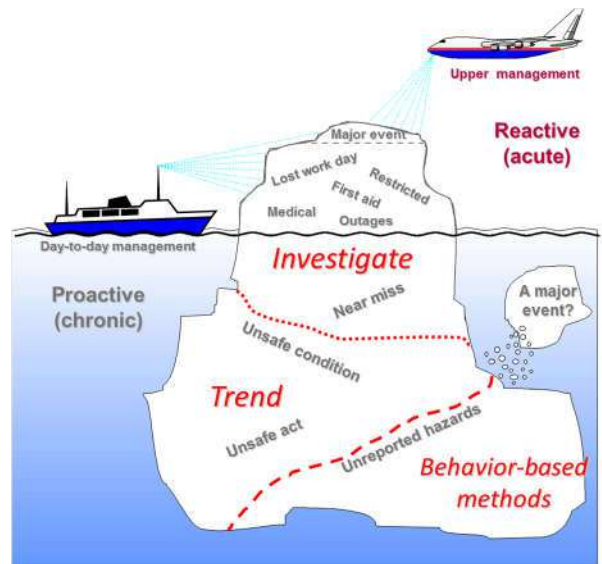 Upper management
Reactive
(acute)
Major event
Lost work day
Restricted
First aid
Medical
Outages
Day-to-day management
Investigate
Proactive
(chronic)
Near miss
A major
event?
Unsafe condition
Trend
Unsafe act
Unreported hazards
Behavior-based
methods